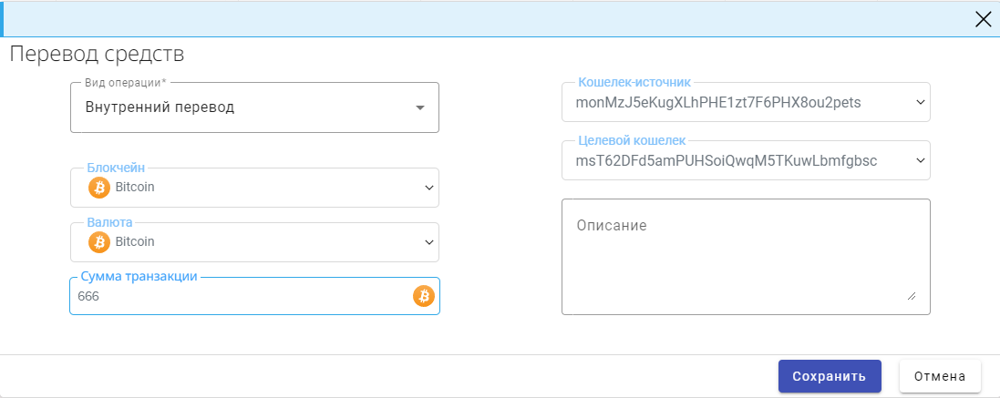 Перевод средств
Вид операции*
Внутренний перевод
Блокчейн
Bitcoin
Валюта
Bitcoin
Сумма транзакции
666
Кошелек-источник
monMzJ5eKugXLhPHE1zt7F6PHX8ou2pets
Целевой кошелек
msT62DFd5amPUHSoiQwqM5TKuwLbmfgbsc
Описание
Сохранить
Отмена